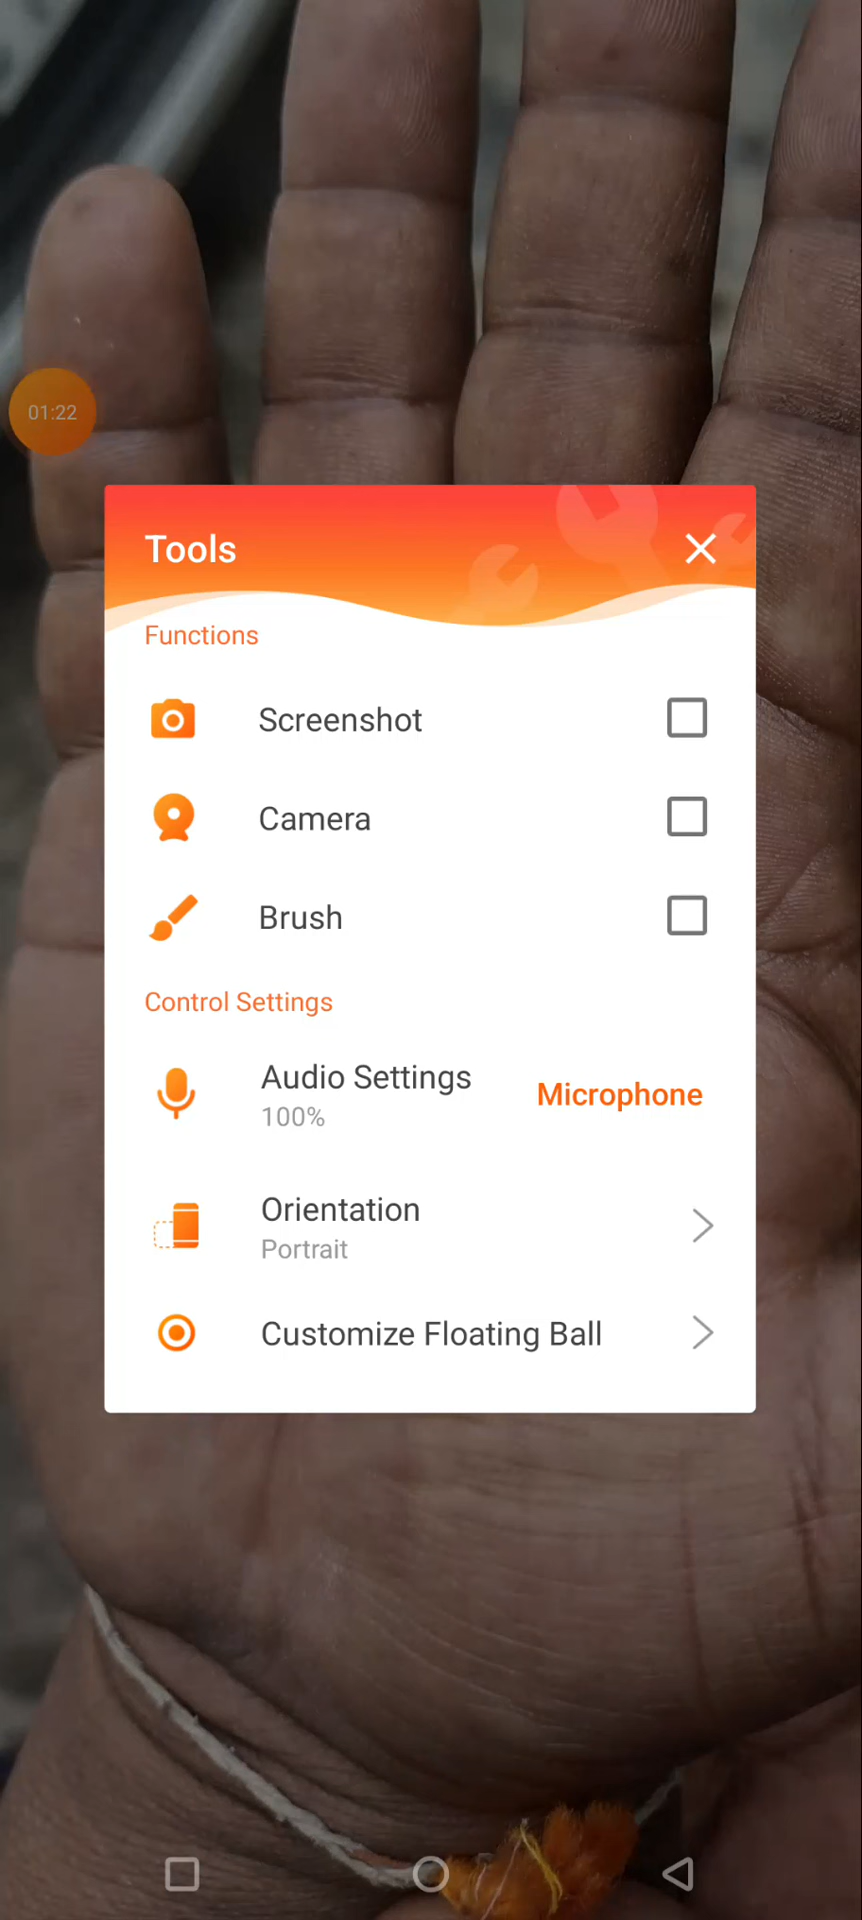 01:22
Tools
Functions
Screenshot
Camera
Brush
Control Settings
Audio Settings
100%
Microphone
Orientation
Portrait
Customize Floating Ball